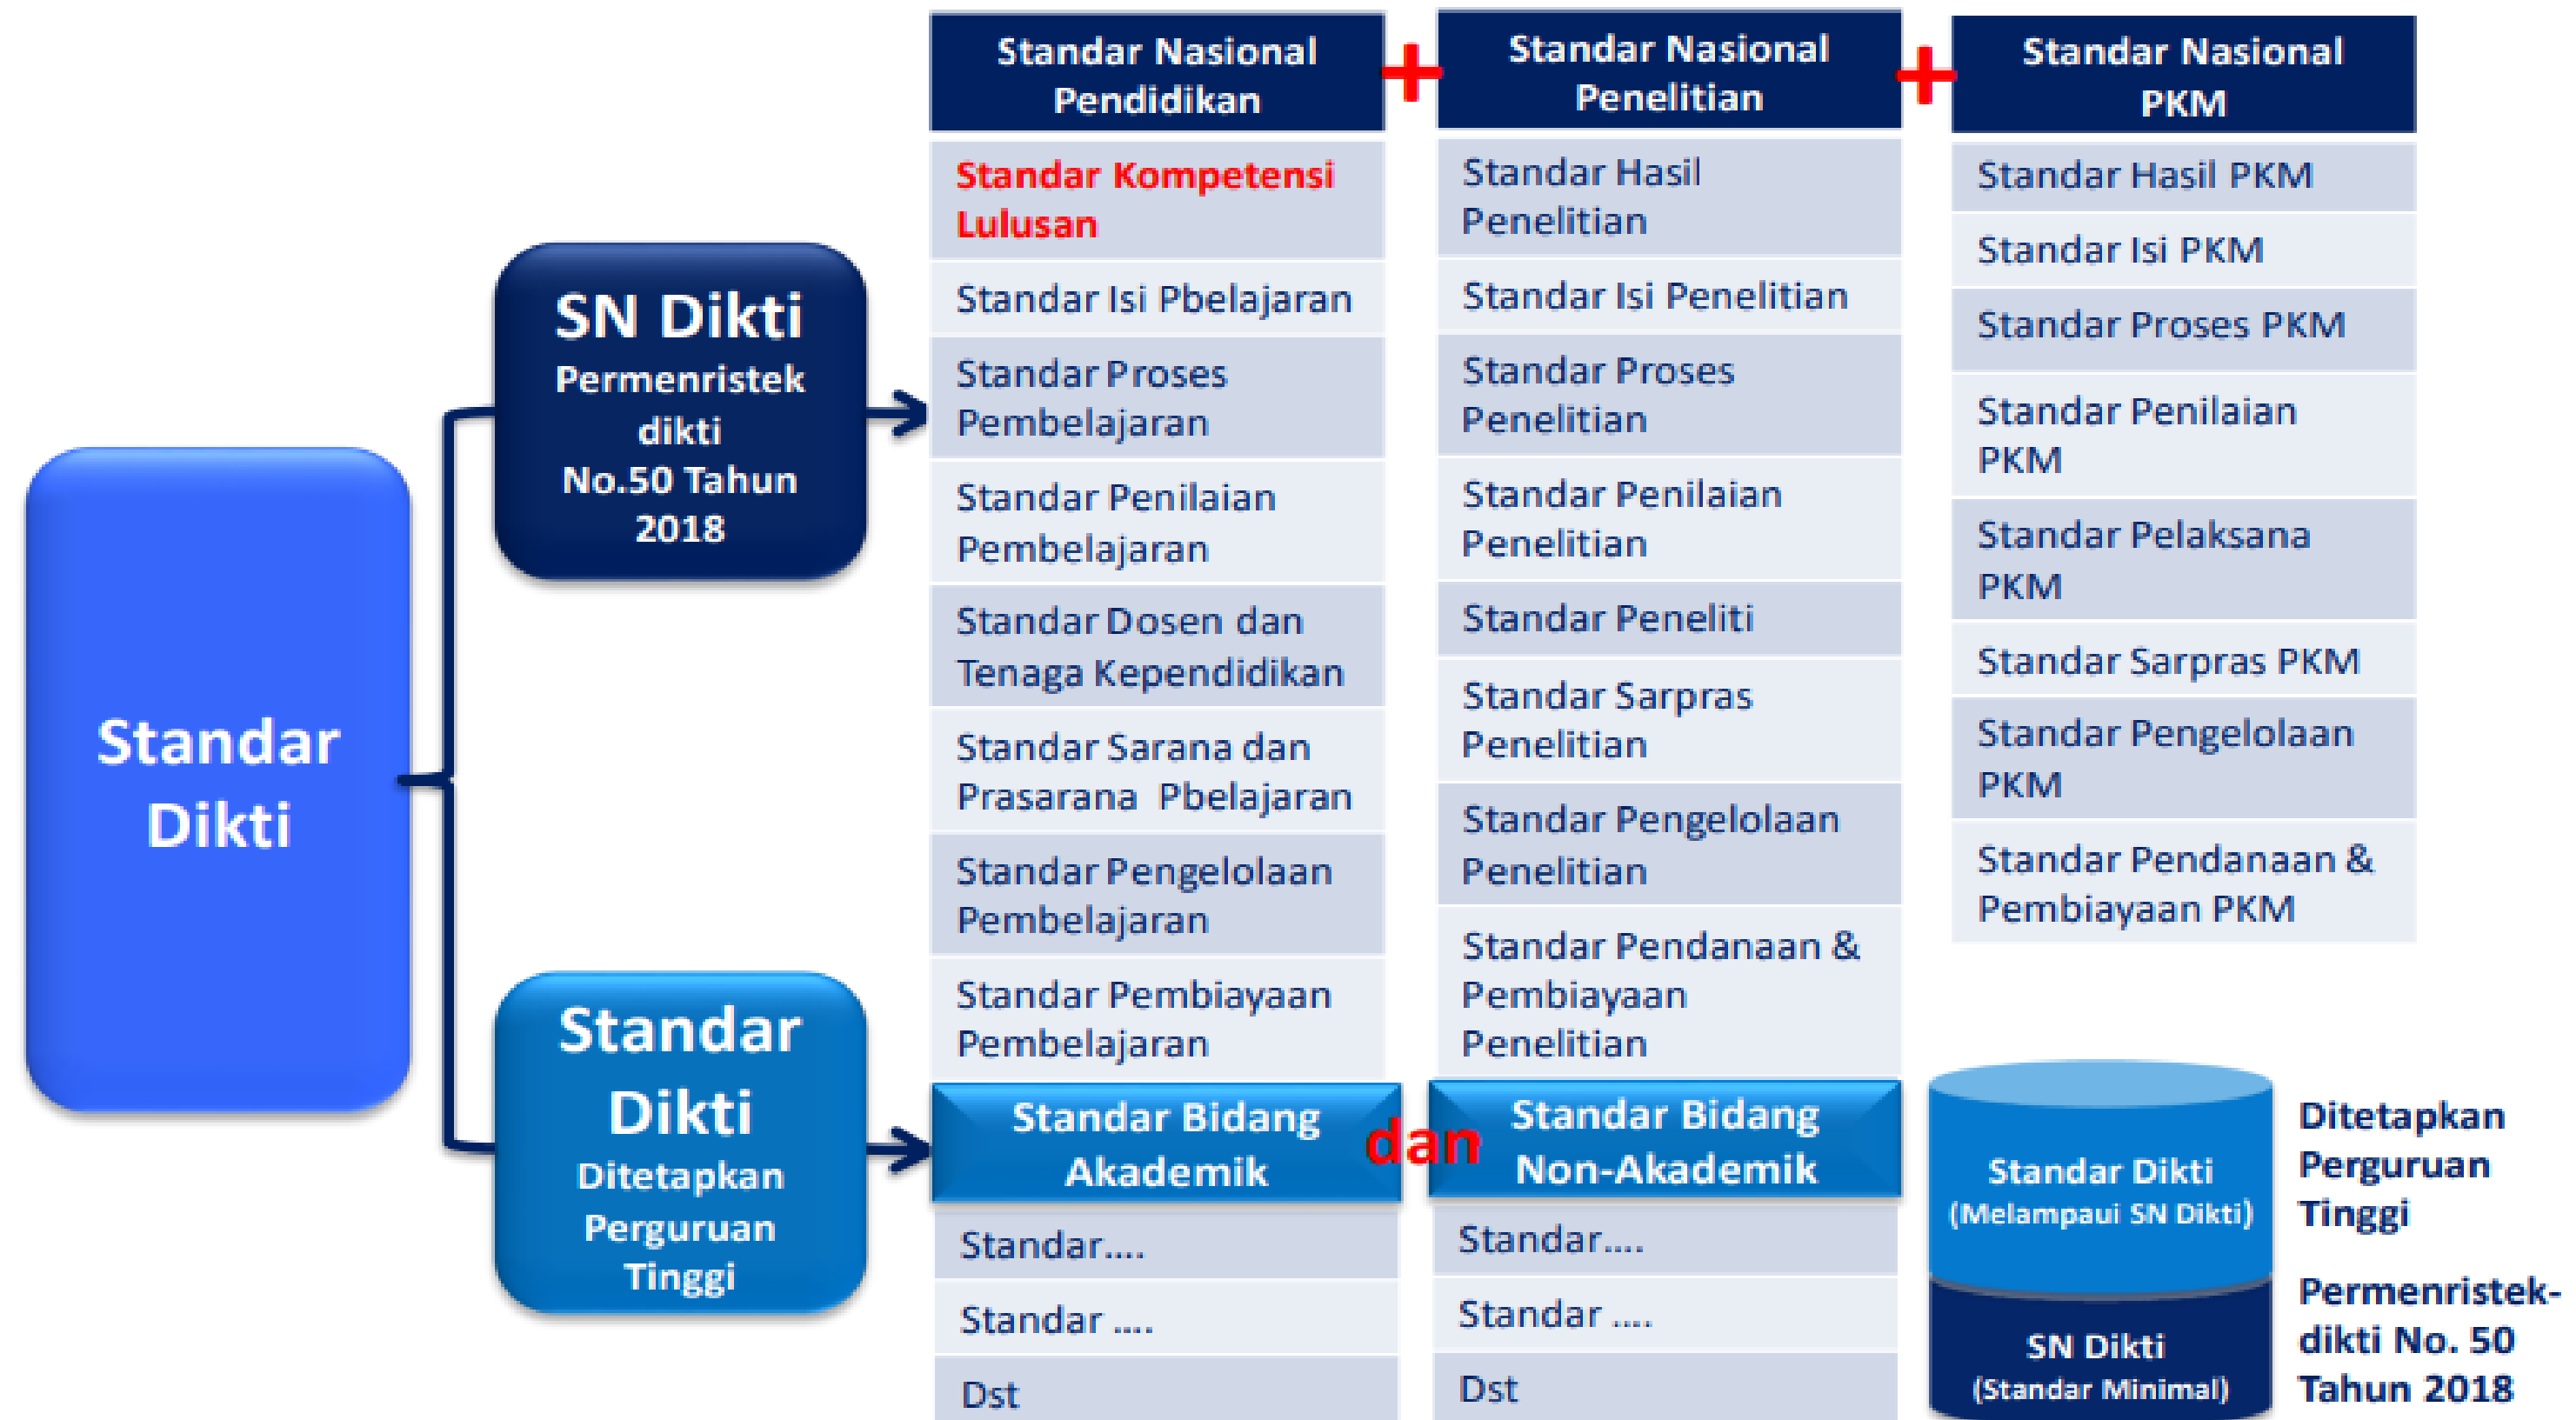 Standar
Dikti
SN Dikti
Permenristek
dikti
No.50 Tahun
2018
Standar
Dikti
Ditetapkan
Perguruan
Tinggi
Standar Nasional
Pendidikan
Standar Kompetensi
Lulusan
Standar Isi Pbelajaran
Standar Proses
Pembelajaran
Standar Penilaian
Pembelajaran
Standar Dosen dan
Tenaga Kependidikan
Standar Sarana dan
Prasarana Pbelajaran
Standar Pengelolaan
Pembelajaran
Standar Pembiayaan
Pembelajaran
+
Standar Nasional
Penelitian
Standar Hasil
Penelitian
Standar Isi Penelitian
Standar Proses
Penelitian
Standar Penilaian
Penelitian
Standar Peneliti
Standar Sarpras
Penelitian
Standar Pengelolaan
Penelitian
Standar Pendanaan &
Pembiayaan
Penelitian
+
Standar Nasional
PKM
Standar Hasil PKM
Standar Isi PKM
Standar Proses PKM
Standar Penilaian
PKM
Standar Pelaksana
PKM
Standar Sarpras PKM
Standar Pengelolaan
PKM
Standar Pendanaan &
Pembiayaan PKM
Standar Bidang
Akademik
Standar....
Standar ....
Dst
dan
Standar Bidang
Non-Akademik
Standar....
Standar ....
Dst
Standar Dikti
(Melampaui SN Dikti)
SN Dikti
(Standar Minimal)
Ditetapkan
Perguruan
Tinggi
Permenristek-
dikti No. 50
Tahun 2018